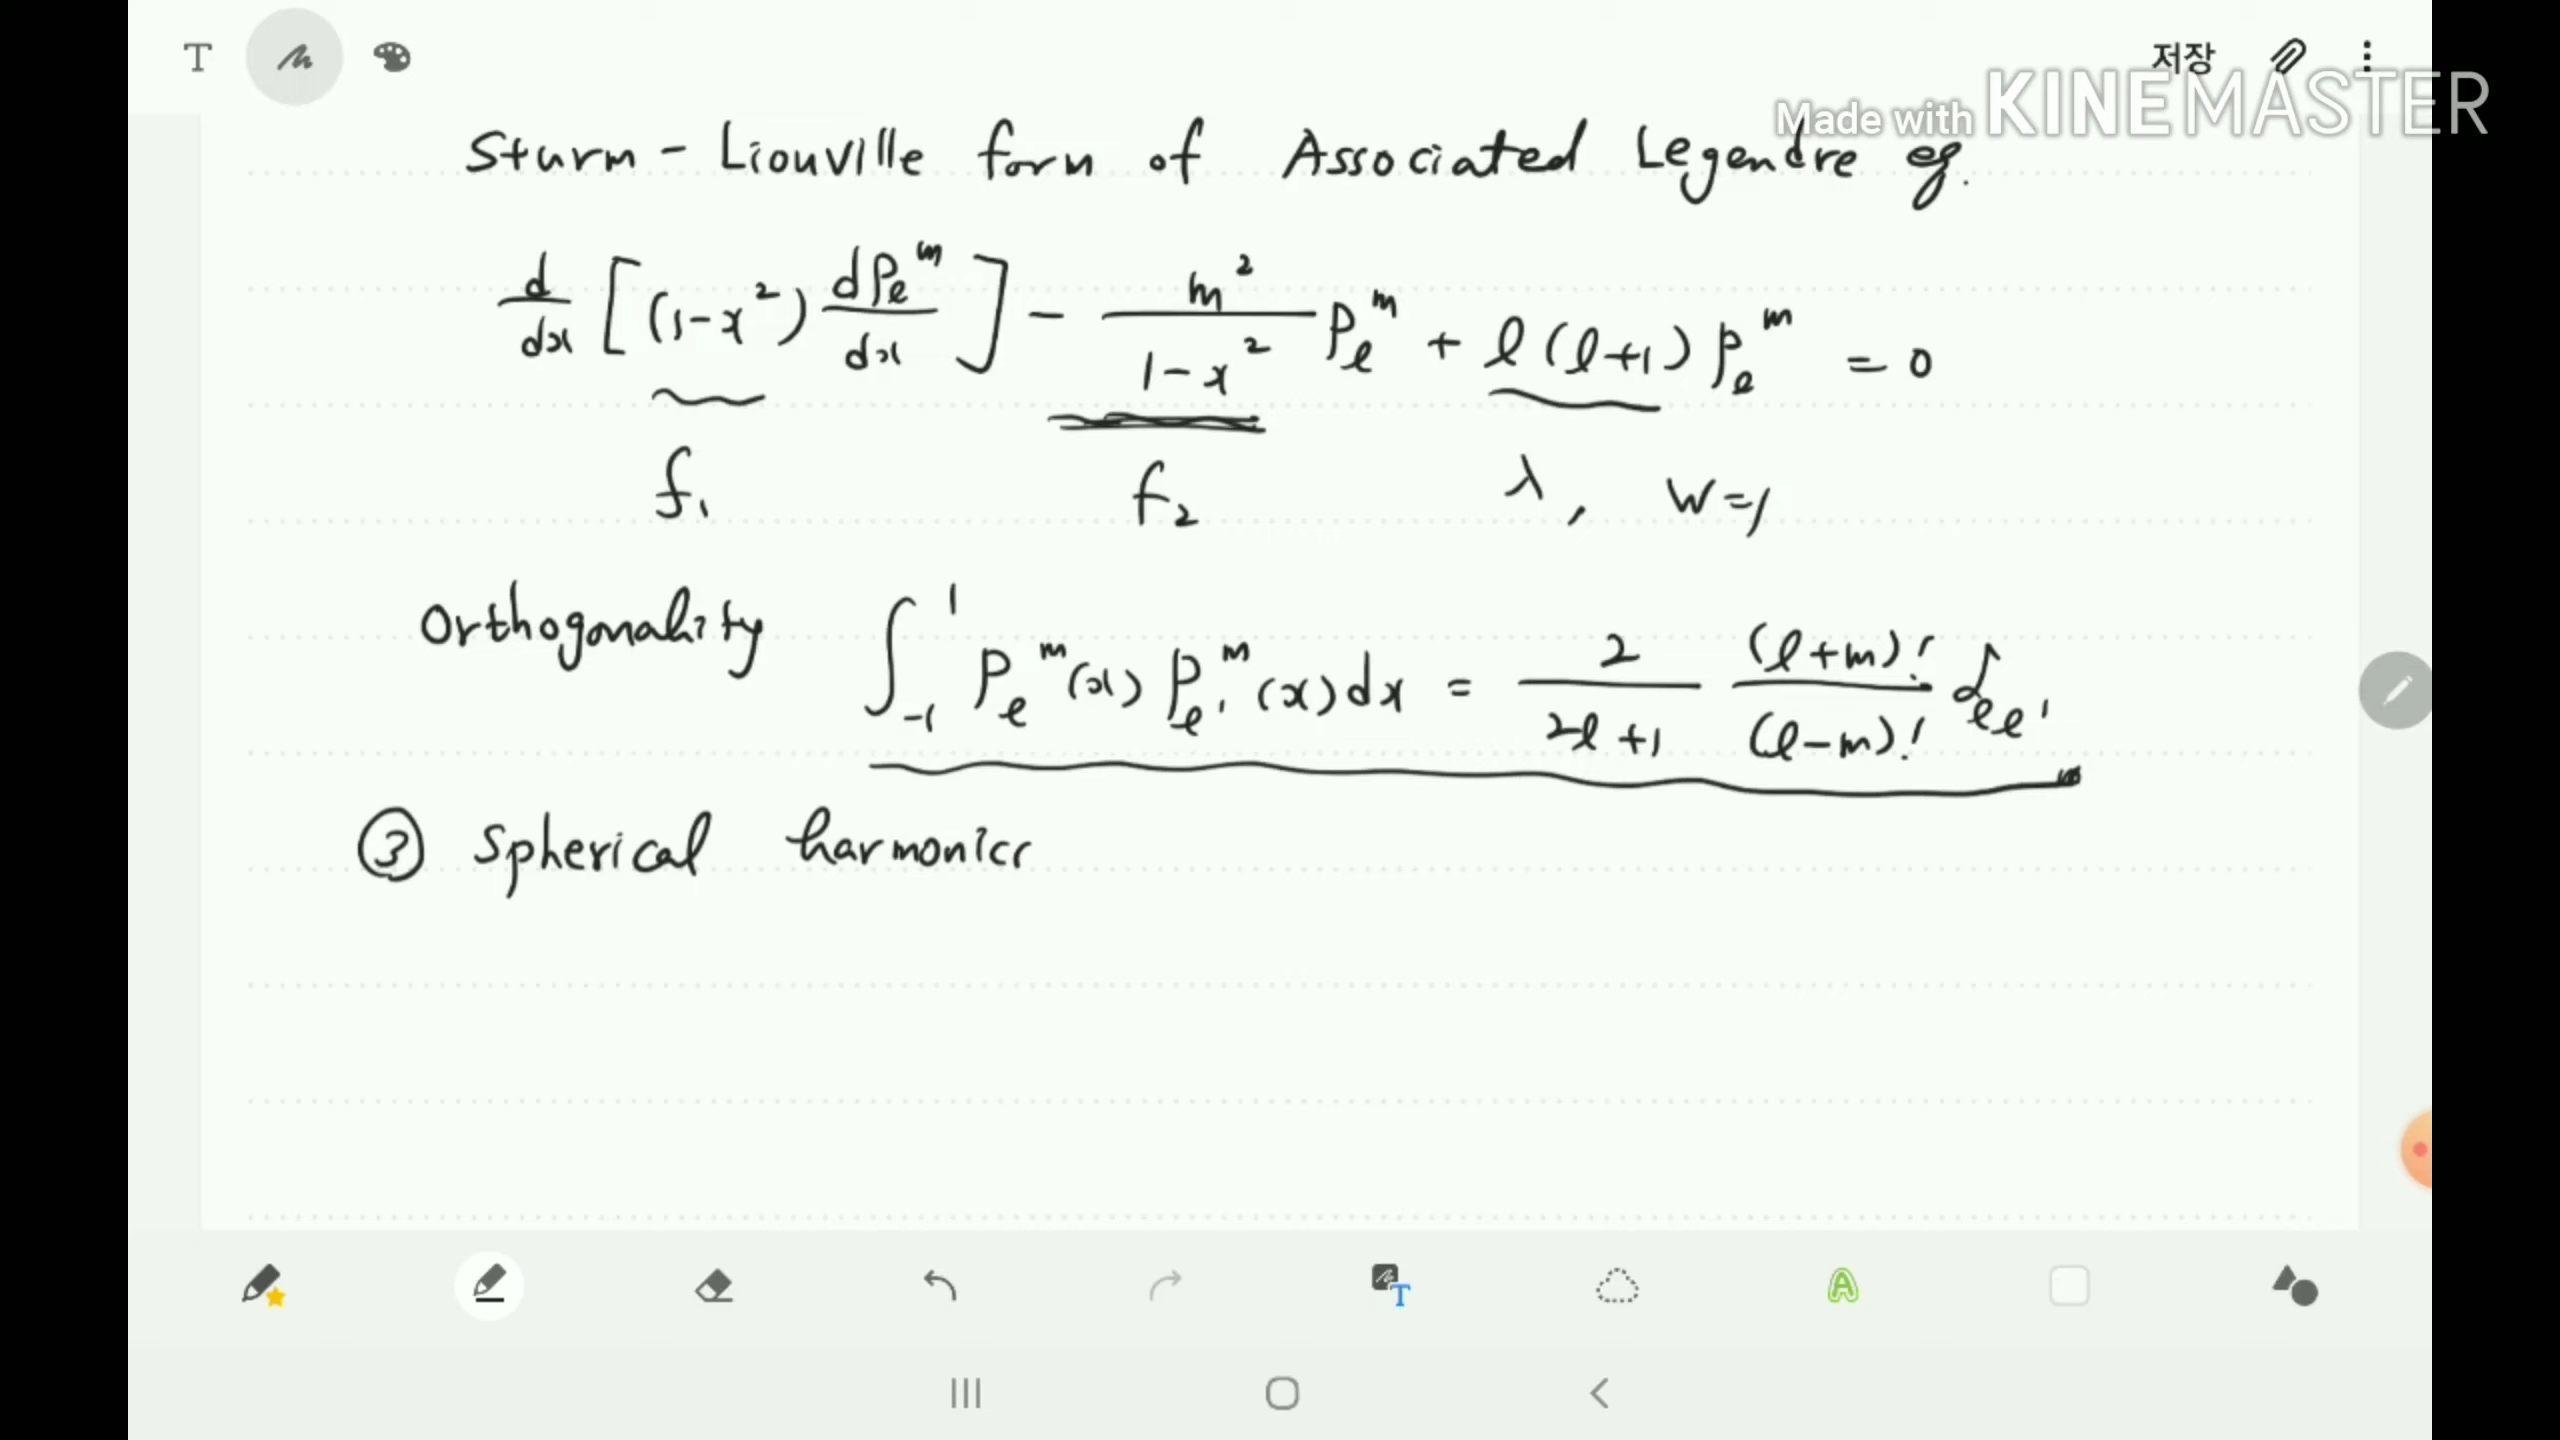 T 저장
Made with KINEMASTER
Sturm - Liouville form of Associated Legendre eq.
d/dx [(1-x²) dPₗᵐ/dx] - m²/(1-x²) Pₗᵐ + ℓ(ℓ+1) Pₗᵐ = 0
f₁ f₂ λ, w=1
Orthogonality ∫₋₁¹ Pₗᵐ(x) Pₗ'ᵐ(x) dx = 2/(2ℓ+1) (ℓ+m)!/(ℓ-m)! δₗₗ'
③ Spherical harmonics
T A